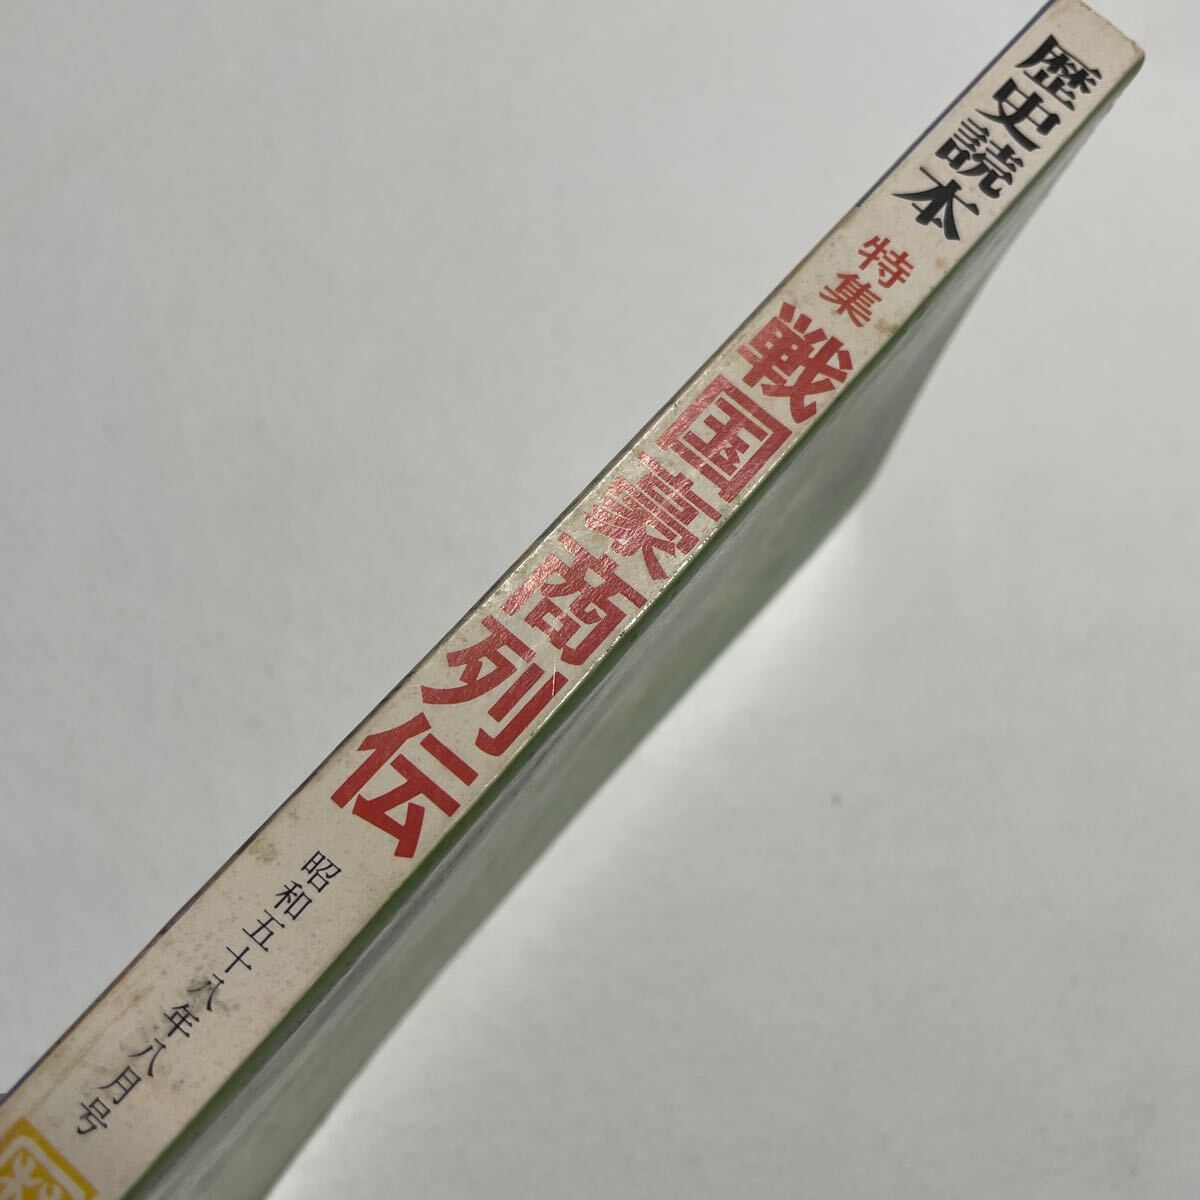 歴史読本
特集
戦国豪商列伝
昭和五十八年八月号